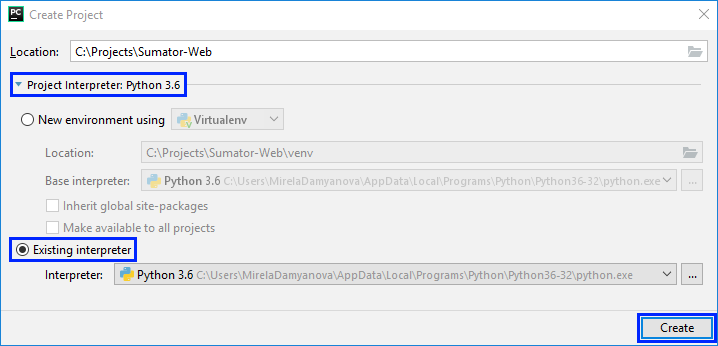 PC Create Project
Location: C:\Projects\Sumator-Web
Project Interpreter: Python 3.6
New environment using Virtualenv
Location: C:\Projects\Sumator-Web\venv
Base interpreter: Python 3.6 C:\Users\MirelaDamyanova\AppData\Local\Programs\Python\Python36-32\python.exe ...
Inherit global site-packages
Make available to all projects
Existing interpreter
Interpreter: Python 3.6 C:\Users\MirelaDamyanova\AppData\Local\Programs\Python\Python36-32\python.exe ...
Create